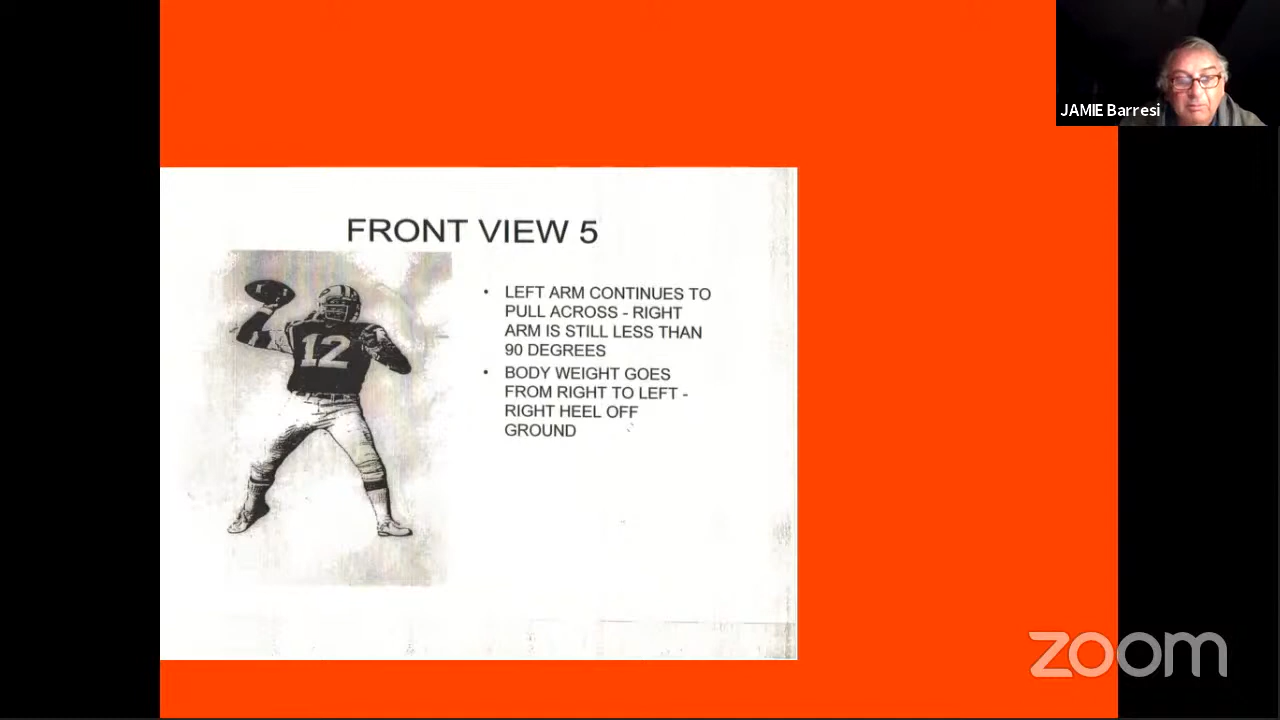 JAMIE Barresi
FRONT VIEW 5
• LEFT ARM CONTINUES TO
PULL ACROSS - RIGHT
ARM IS STILL LESS THAN
90 DEGREES
• BODY WEIGHT GOES
FROM RIGHT TO LEFT -
RIGHT HEEL OFF
GROUND
12
zoom